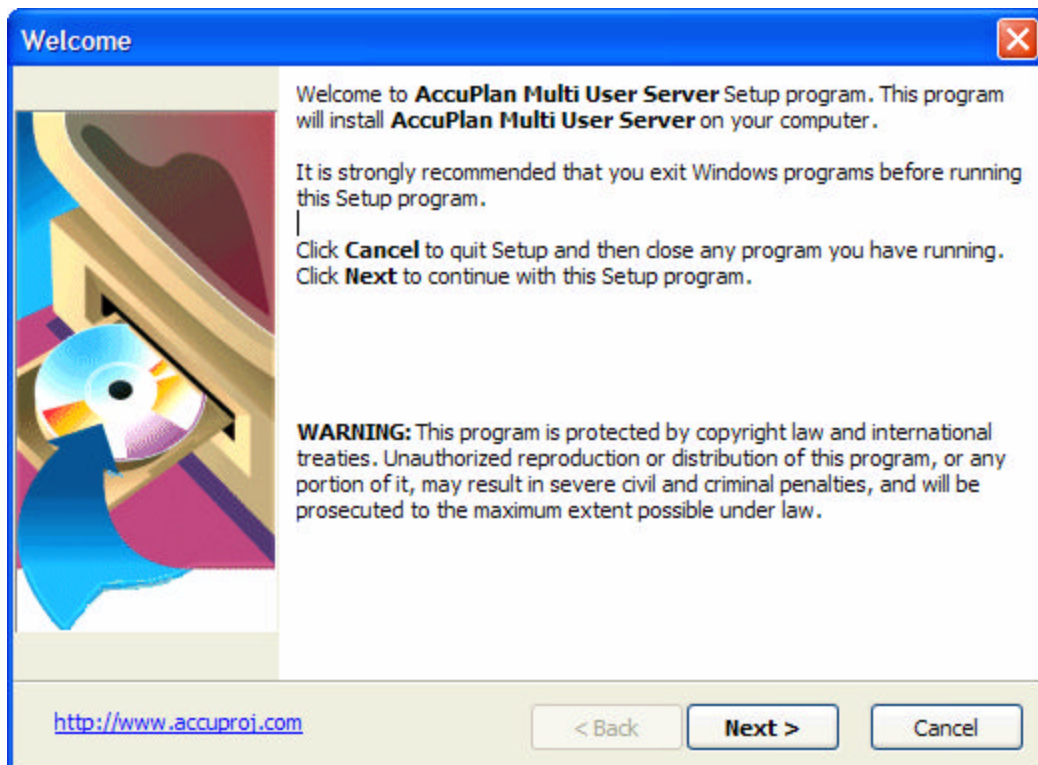 Welcome
Welcome to AccuPlan Multi User Server Setup program. This program
will install AccuPlan Multi User Server on your computer.
It is strongly recommended that you exit Windows programs before running
this Setup program.
Click Cancel to quit Setup and then close any program you have running.
Click Next to continue with this Setup program.
WARNING: This program is protected by copyright law and international
treaties. Unauthorized reproduction or distribution of this program, or any
portion of it, may result in severe civil and criminal penalties, and will be
prosecuted to the maximum extent possible under law.
http://www.accuproj.com
< Back
Next >
Cancel